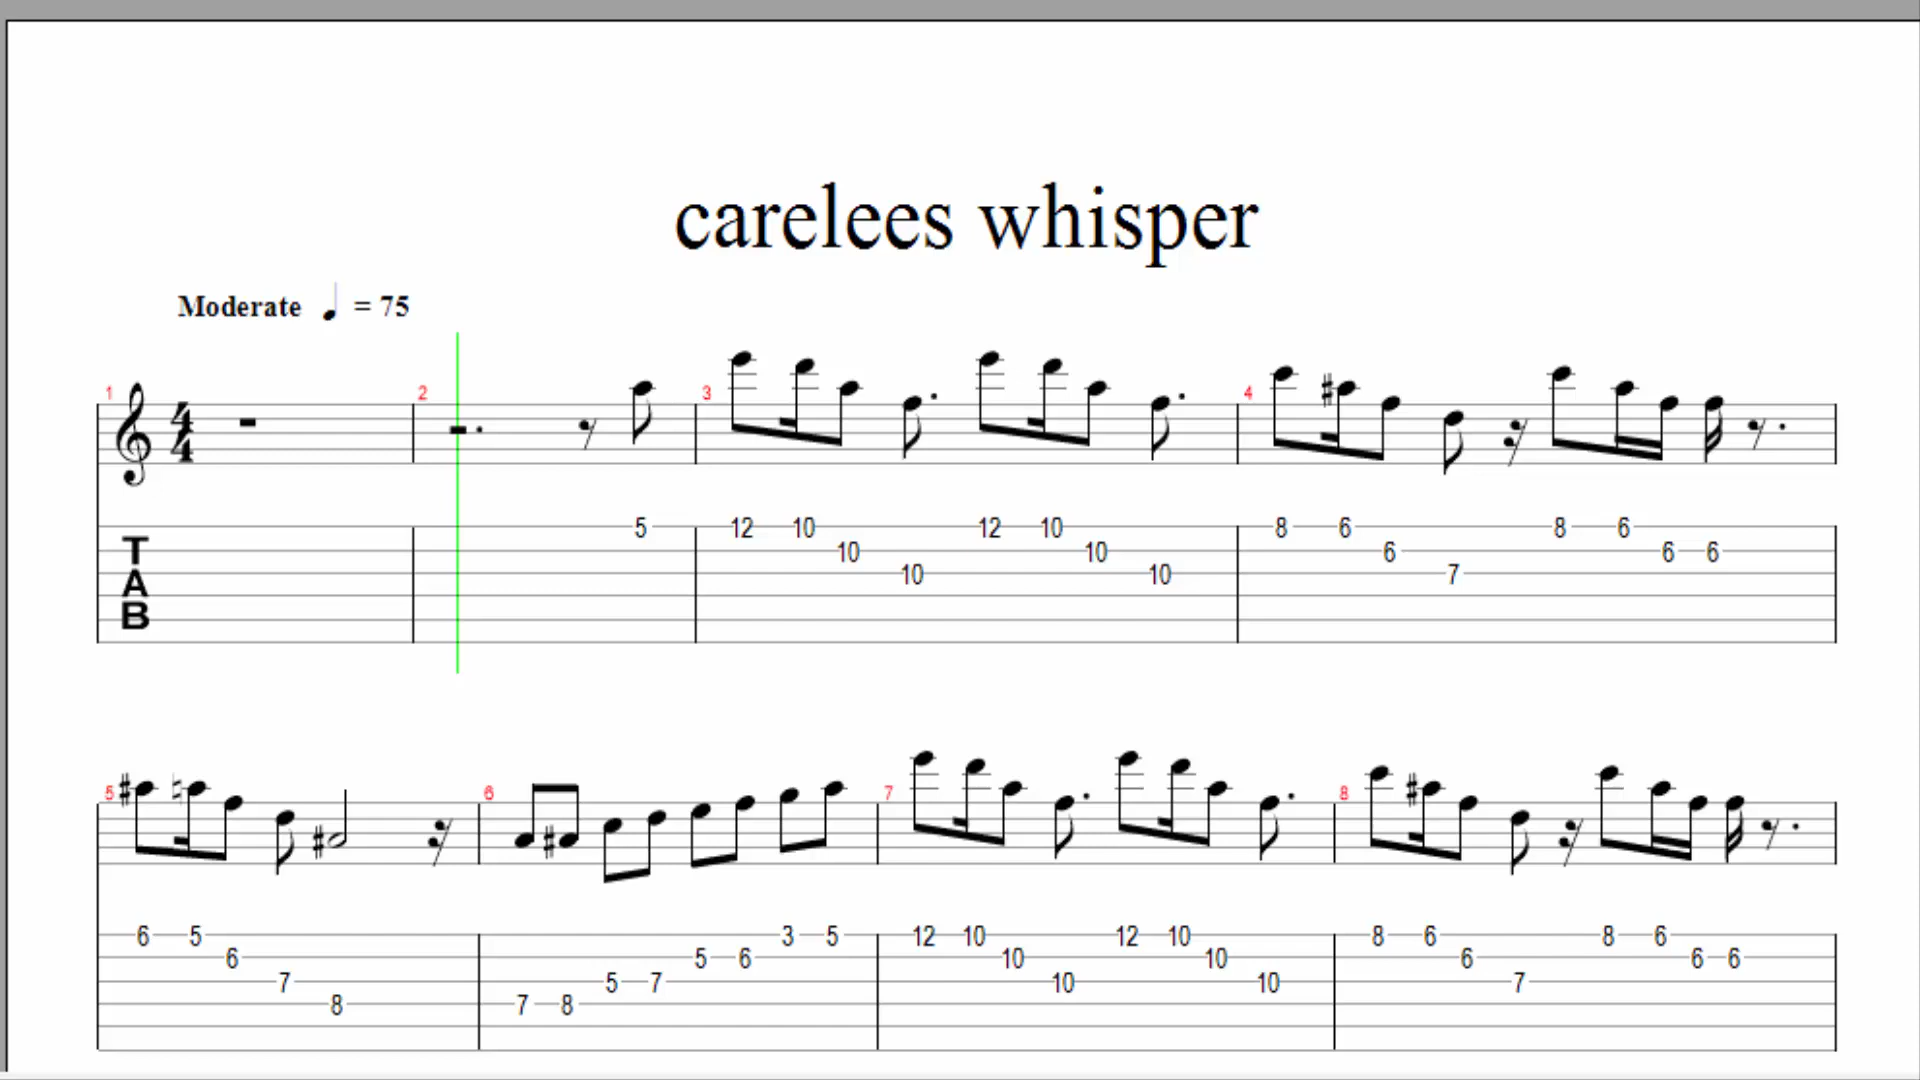 carelees whisper
Moderate ♩ = 75
1 2 3 4
4
4
5 12 10 10 10 12 10 10 10 8 6 6 7 8 6 6 6
T
A
B
5 6 7 8
6 5 6 7 8 7 8 5 7 5 6 3 5 12 10 10 10 12 10 10 10 8 6 6 7 8 6 6 6